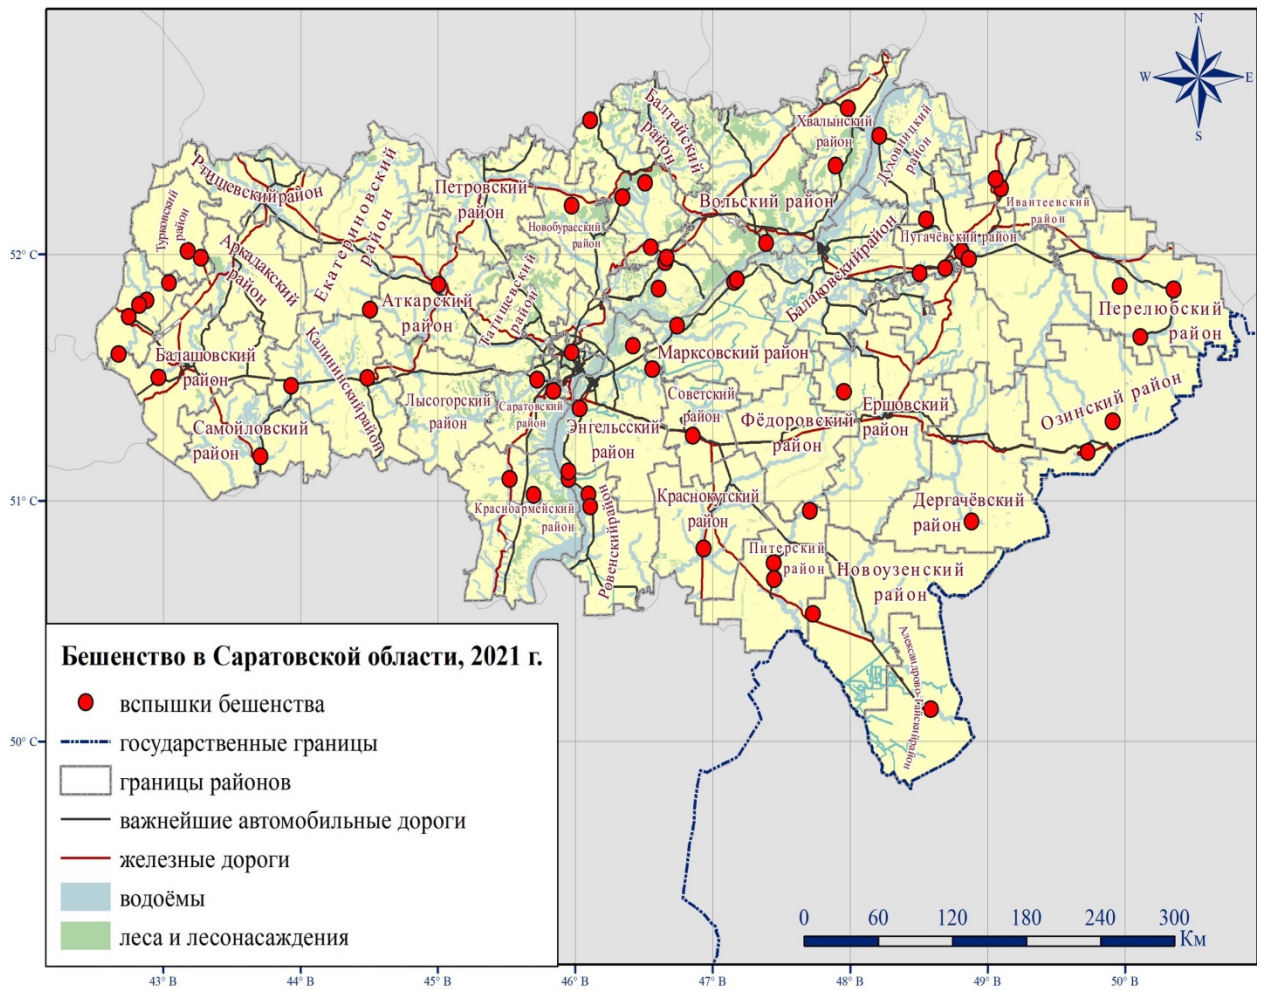 N
W
E
S
Балтайский
район
Хвалынский
район
Духовницкий
район
Ртищевский район
Турковский
район
Аркадакский
район
Екатериновский
район
Петровский
район
Новобурасский
район
Вольский район
Ивантеевский
район
Пугачёвский район
Балаковский район
52° С
Татищевский
район
Аткарский
район
Перелюбский
район
Балашовский
район
Калининский район
Марксовский район
Лысогорский
район
Саратовский
район
Советский
район
Озинский район
Самойловский
район
Энгельсский
район
Фёдоровский
район
Ершовский
район
51° С
Красноармейский
район
Ровенский район
Краснокутский
район
Дергачёвский
район
Питерский
район
Новоузенский
район
Александрово-Гайский район
50° С
Бешенство в Саратовской области, 2021 г.
вспышки бешенства
государственные границы
границы районов
важнейшие автомобильные дороги
железные дороги
водоёмы
леса и лесонасаждения
0 60 120 180 240 300
Км
43° В 44° В 45° В 46° В 47° В 48° В 49° В 50° В